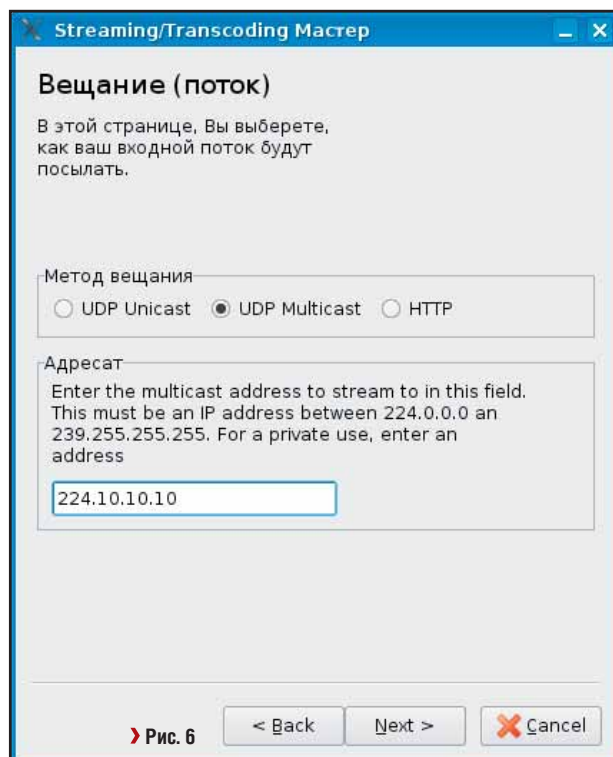 Streaming/Transcoding Мастер
Вещание (поток)
В этой странице, Вы выберете,
как ваш входной поток будут
посылать.
Метод вещания
UDP Unicast UDP Multicast HTTP
Адресат
Enter the multicast address to stream to in this field.
This must be an IP address between 224.0.0.0 an
239.255.255.255. For a private use, enter an
address
224.10.10.10
Рис. 6 < Back Next > Cancel